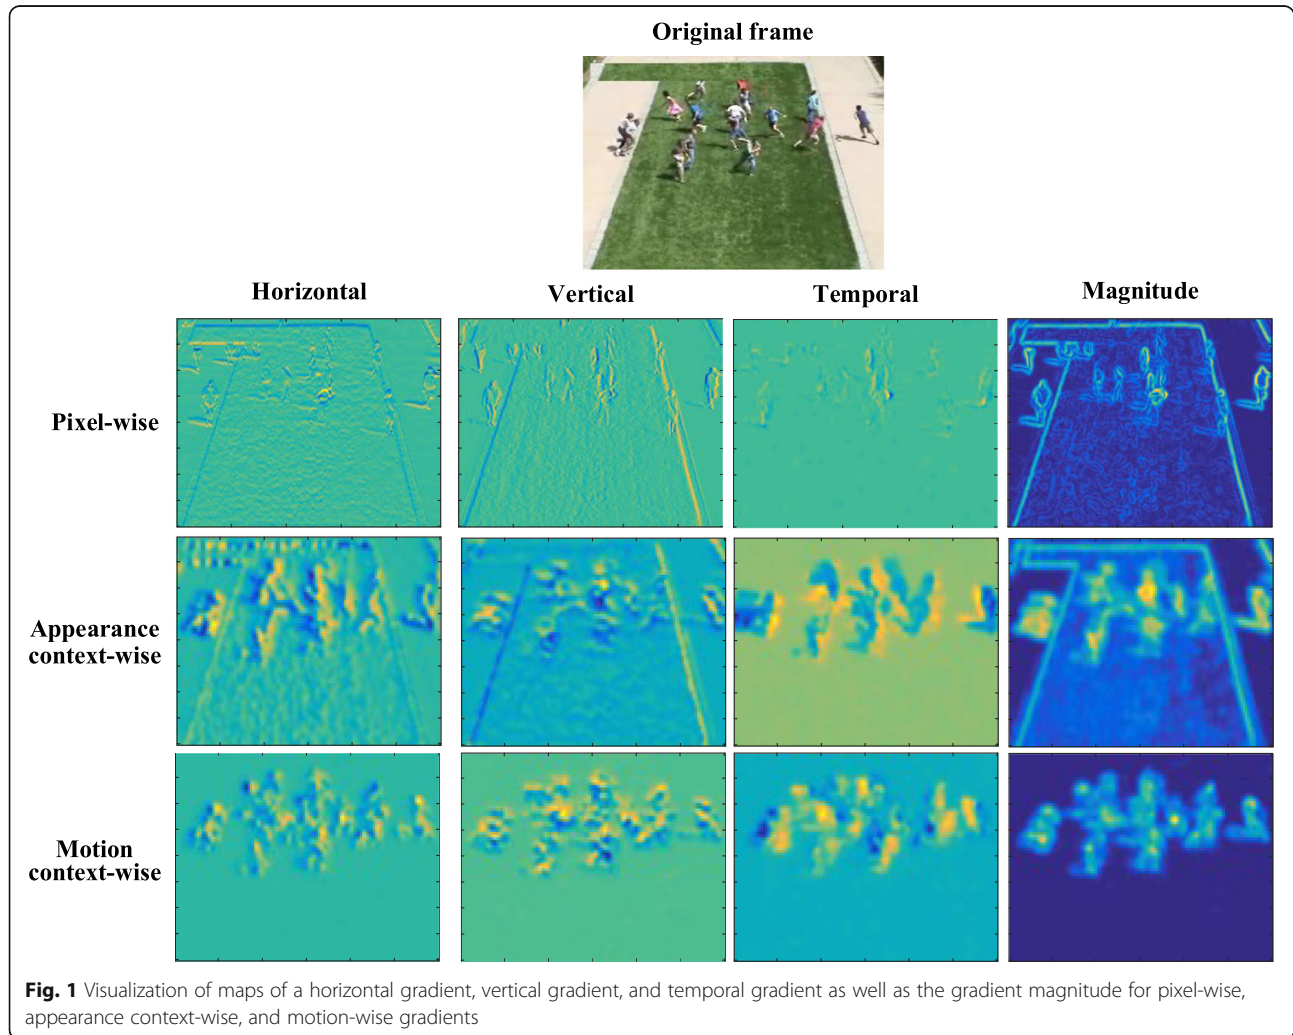 Original frame
Horizontal Vertical Temporal Magnitude
Pixel-wise
Appearance
context-wise
Motion
context-wise
Fig. 1 Visualization of maps of a horizontal gradient, vertical gradient, and temporal gradient as well as the gradient magnitude for pixel-wise,
appearance context-wise, and motion-wise gradients